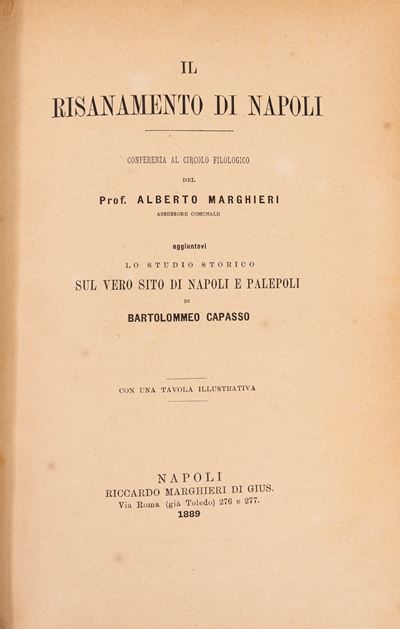 IL
RISANAMENTO DI NAPOLI
CONFERENZA AL CIRCOLO FILOLOGICO
DEL
Prof. ALBERTO MARGHIERI
ASSESSORE COMUNALE
aggiuntovi
LO STUDIO STORICO
SUL VERO SITO DI NAPOLI E PALEPOLI
DI
BARTOLOMMEO CAPASSO
CON UNA TAVOLA ILLUSTRATIVA
NAPOLI
RICCARDO MARGHIERI DI GIUS.
Via Roma (già Toledo) 276 e 277.
1889